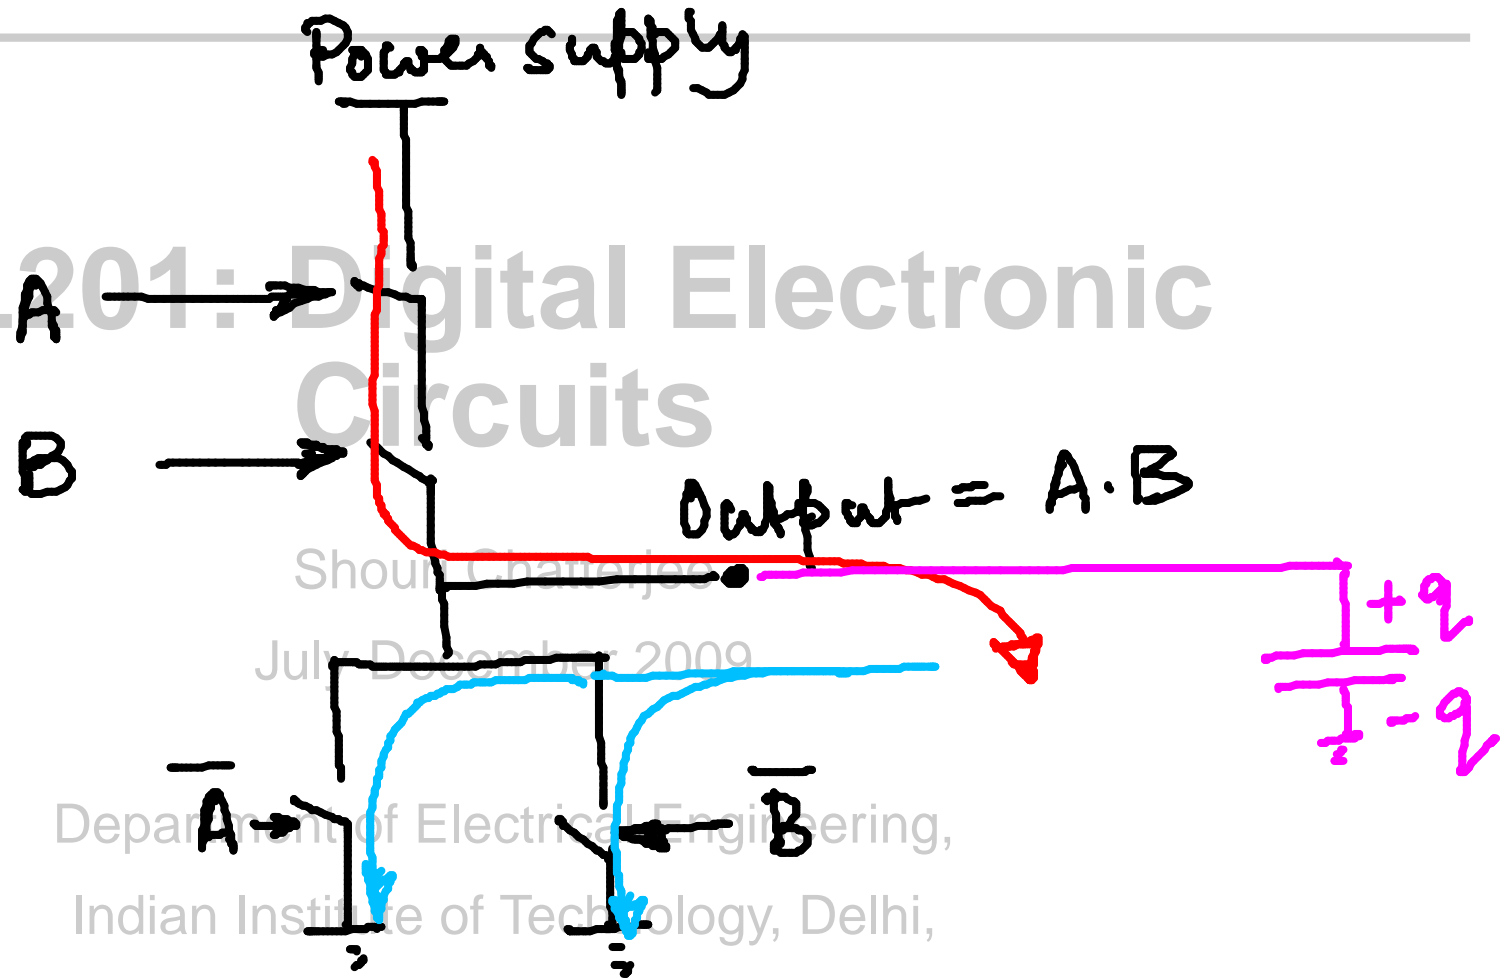 Power supply
.201: Digital Electronic
A
Circuits
B
Output = A.B
Shouri Chatterjee
+q
July-December 2009
-q
A̅
B̅
Department of Electrical Engineering,
Indian Institute of Technology, Delhi,